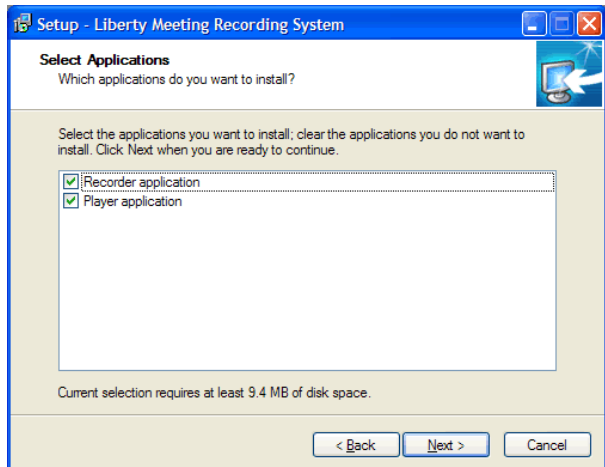 Setup - Liberty Meeting Recording System
Select Applications
Which applications do you want to install?
Select the applications you want to install; clear the applications you do not want to
install. Click Next when you are ready to continue.
Recorder application
Player application
Current selection requires at least 9.4 MB of disk space.
< Back Next > Cancel